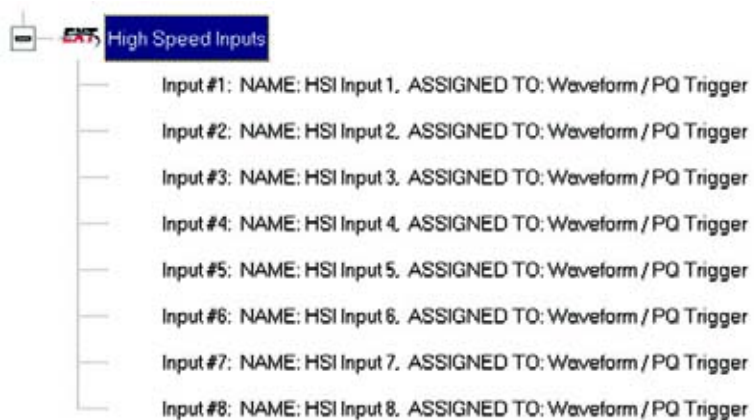 EXT, High Speed Inputs
Input #1: NAME: HSI Input 1, ASSIGNED TO: Waveform / PQ Trigger
Input #2: NAME: HSI Input 2, ASSIGNED TO: Waveform / PQ Trigger
Input #3: NAME: HSI Input 3, ASSIGNED TO: Waveform / PQ Trigger
Input #4: NAME: HSI Input 4, ASSIGNED TO: Waveform / PQ Trigger
Input #5: NAME: HSI Input 5, ASSIGNED TO: Waveform / PQ Trigger
Input #6: NAME: HSI Input 6, ASSIGNED TO: Waveform / PQ Trigger
Input #7: NAME: HSI Input 7, ASSIGNED TO: Waveform / PQ Trigger
Input #8: NAME: HSI Input 8, ASSIGNED TO: Waveform / PQ Trigger